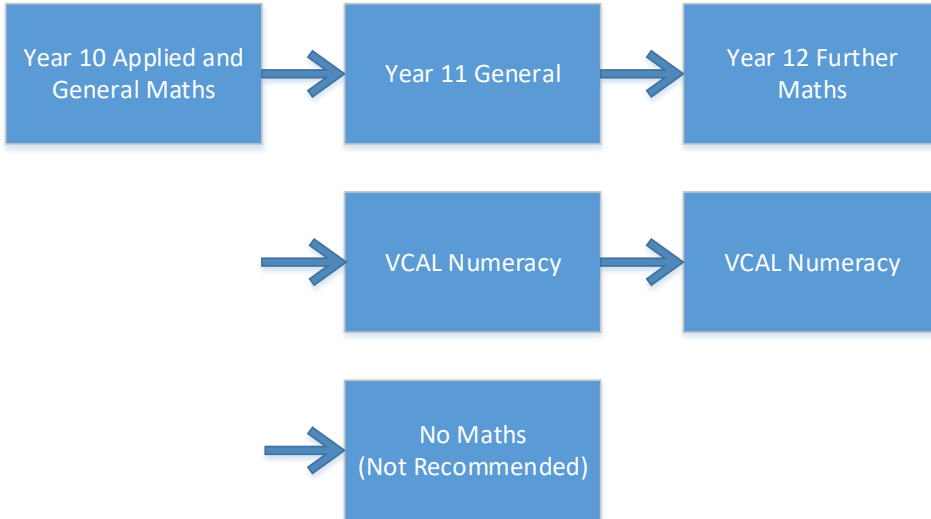 Year 10 Applied and
General Maths
Year 11 General
Year 12 Further
Maths
VCAL Numeracy
VCAL Numeracy
No Maths
(Not Recommended)